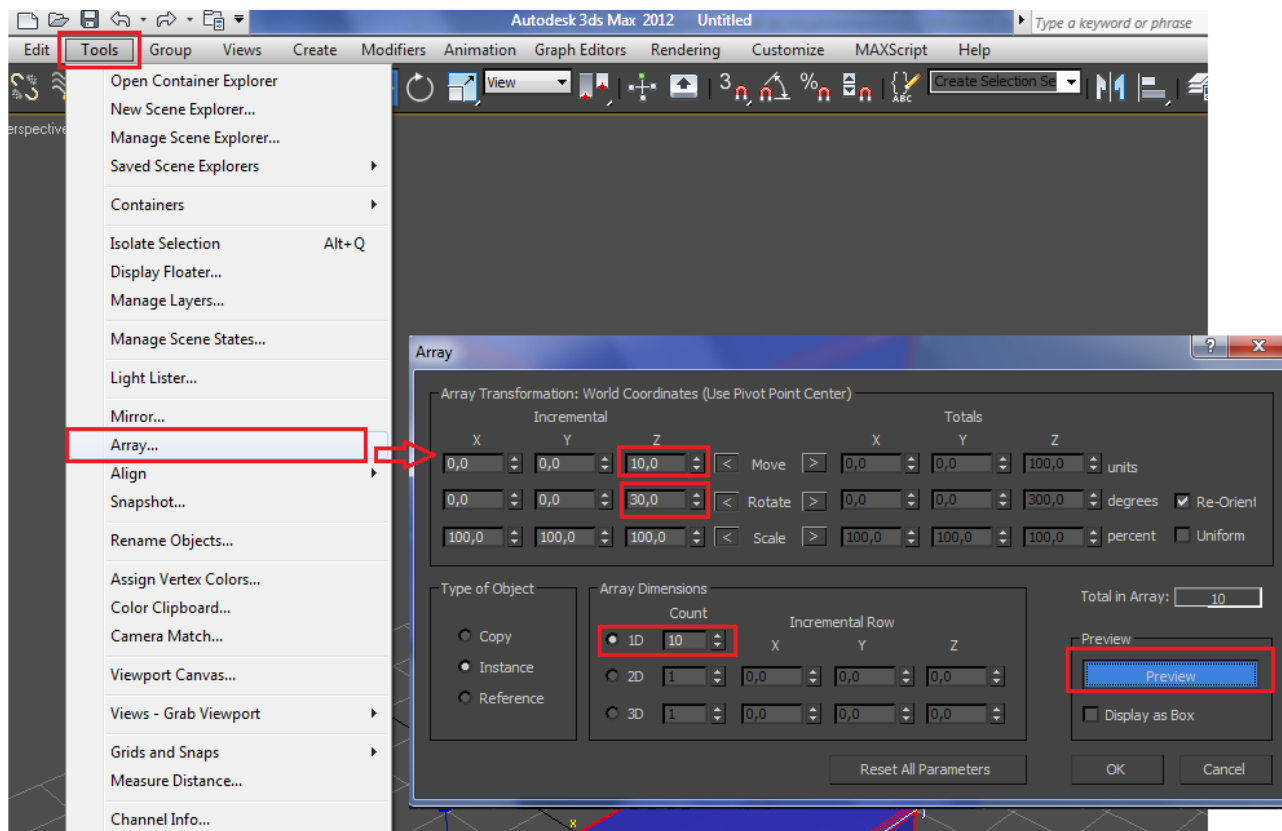 Autodesk 3ds Max 2012 Untitled
Type a keyword or phrase
Edit Tools Group Views Create Modifiers Animation Graph Editors Rendering Customize MAXScript Help
View
3
%
ABC
Create Selection Se
erspective
Open Container Explorer
New Scene Explorer...
Manage Scene Explorer...
Saved Scene Explorers
Containers
Isolate Selection Alt+Q
Display Floater...
Manage Layers...
Manage Scene States...
Light Lister...
Mirror...
Array...
Align
Snapshot...
Rename Objects...
Assign Vertex Colors...
Color Clipboard...
Camera Match...
Viewport Canvas...
Views - Grab Viewport
Grids and Snaps
Measure Distance...
Channel Info...
Array
? X
Array Transformation: World Coordinates (Use Pivot Point Center)
Incremental Totals
X Y Z X Y Z
0,0 0,0 10,0 < Move > 0,0 0,0 100,0 units
0,0 0,0 30,0 < Rotate > 0,0 0,0 300,0 degrees Re-Orient
100,0 100,0 100,0 < Scale > 100,0 100,0 100,0 percent Uniform
Type of Object
Copy
Instance
Reference
Array Dimensions
Count
Incremental Row
1D 10 X Y Z
2D 1 0,0 0,0 0,0
3D 1 0,0 0,0 0,0
Total in Array: 10
Preview
Preview
Display as Box
Reset All Parameters OK Cancel
x